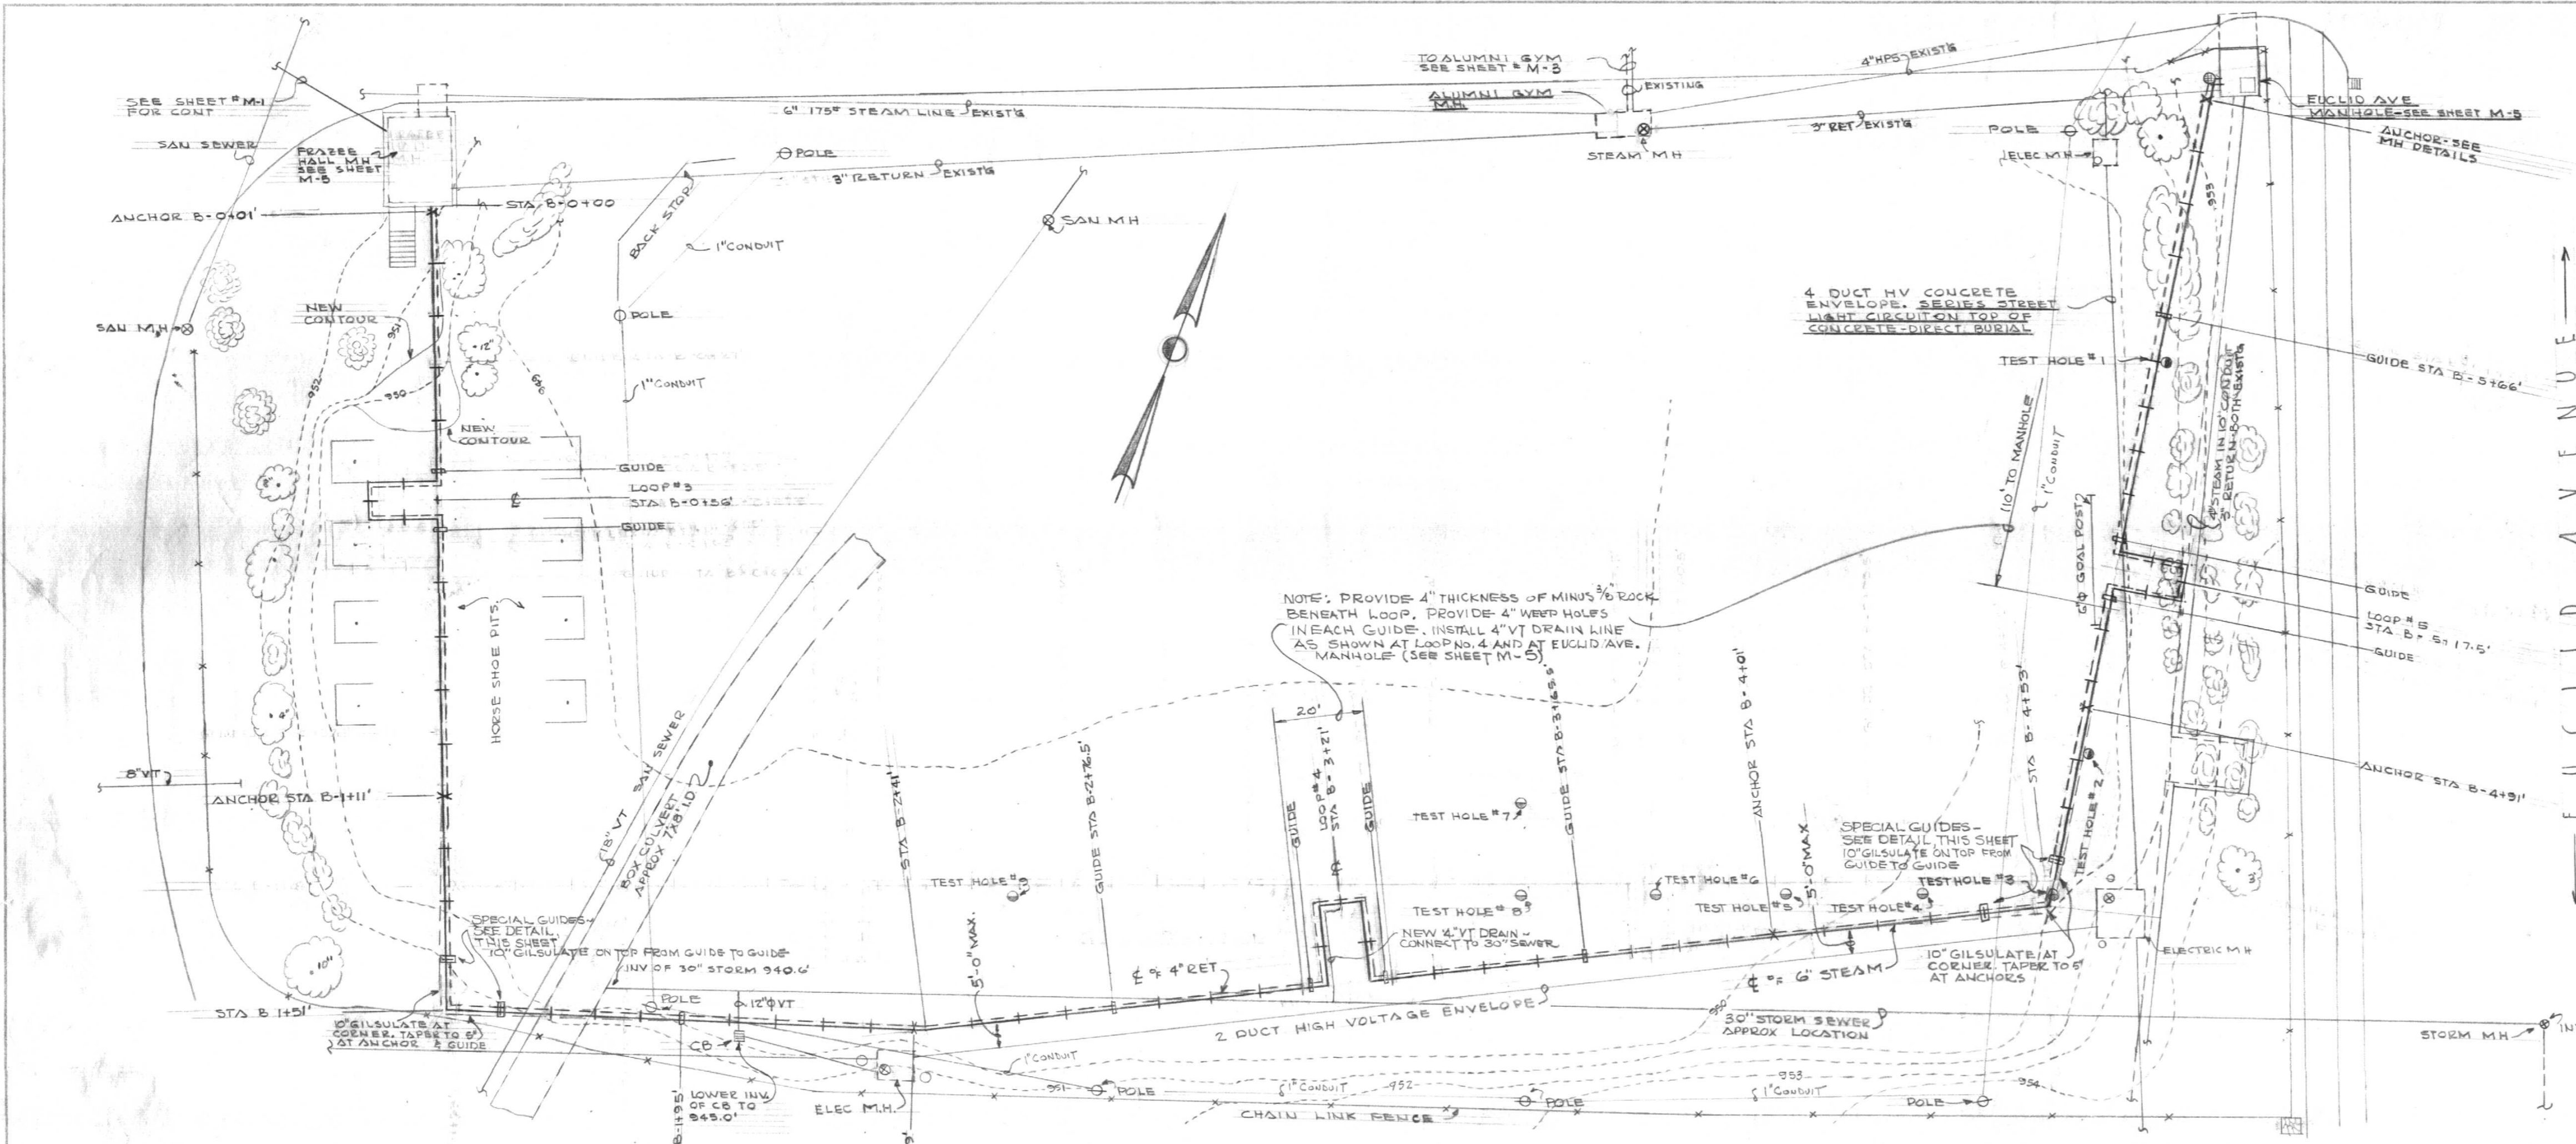 SEE SHEET #M-1
FOR CONT
SAN SEWER
FRAZEE
HALL MH
SEE SHEET
M-5
ANCHOR B-0+01'
STA B-0+00
6" 175# STEAM LINE EXIST'G
POLE
3" RETURN EXIST'G
BACK STOP
1" CONDUIT
SAN MH
POLE
1" CONDUIT
TO ALUMNI GYM
SEE SHEET # M-3
ALUMNI GYM
M.H.
EXISTING
STEAM MH
4" HPS EXIST'G
3" RET EXIST'G
POLE
ELEC MH
EUCLID AVE
MANHOLE-SEE SHEET M-5
ANCHOR-SEE
MH DETAILS
953
SAN M.H
NEW
CONTOUR
951
952
950
949
12"
NEW
CONTOUR
GUIDE
LOOP #3
STA B-0+56'
GUIDE
HORSE SHOE PITS.
4 DUCT HV CONCRETE
ENVELOPE. SERIES STREET
LIGHT CIRCUIT ON TOP OF
CONCRETE-DIRECT BURIAL
TEST HOLE #1
GUIDE STA B-5+66'
4" STEAM IN 10" CONDUIT
3" RETURN-BOTH EXIST'G
110' TO MANHOLE
1" CONDUIT
GOAL POST
GUIDE
LOOP #5
STA B-5+17.5'
GUIDE
EUCLID AVENUE
NOTE: PROVIDE 4" THICKNESS OF MINUS 3/8 ROCK
BENEATH LOOP. PROVIDE 4" WEEP HOLES
IN EACH GUIDE. INSTALL 4" VT DRAIN LINE
AS SHOWN AT LOOP NO. 4 AND AT EUCLID AVE.
MANHOLE (SEE SHEET M-5)
8" VT
ANCHOR STA B-1+11'
18" VT SAN SEWER
BOX CULVERT
APPROX 7'X8' I.D.
STA B-2+41'
GUIDE STA B-2+76.5'
20'
GUIDE
LOOP #4
STA B-3+21'
GUIDE
GUIDE STA B-3+65.5'
ANCHOR STA B-4+01'
STA B-4+53'
ANCHOR STA B-4+91'
TEST HOLE #9
TEST HOLE #7
TEST HOLE #8
TEST HOLE #6
TEST HOLE #5
5'-0" MAX
TEST HOLE #4
TEST HOLE #3
TEST HOLE #2
SPECIAL GUIDES-
SEE DETAIL THIS SHEET
10" GILSULATE ON TOP FROM
GUIDE TO GUIDE
SPECIAL GUIDES-
SEE DETAIL
THIS SHEET
10" GILSULATE ON TOP FROM GUIDE TO GUIDE
INV OF 30" STORM 940.6'
NEW 4" VT DRAIN-
CONNECT TO 30" SEWER
10"
STA B 1+51'
10" GILSULATE AT
CORNER. TAPER TO 5"
AT ANCHOR & GUIDE
POLE
12" VT
5'-0" MAX.
℄ OF 4" RET
℄ OF 6" STEAM
10" GILSULATE AT
CORNER. TAPER TO 5"
AT ANCHORS
ELECTRIC MH
2 DUCT HIGH VOLTAGE ENVELOPE
950
30" STORM SEWER
APPROX LOCATION
STORM MH
CB
B-1+95'
LOWER INV.
OF CB TO
945.0'
ELEC M.H.
1" CONDUIT
951
POLE
1" CONDUIT
952
953
1" CONDUIT
954
CHAIN LINK FENCE
POLE
POLE